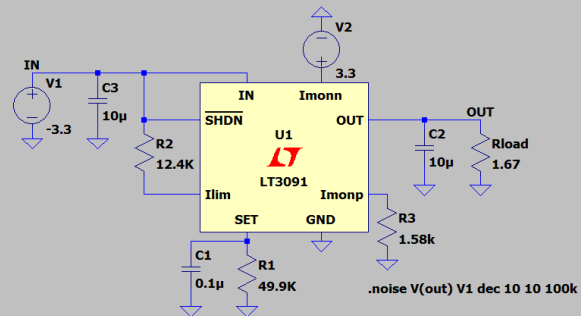 V2
IN
V1
C3
3.3
IN
Imonn
10µ
SHDN
OUT
OUT
-3.3
R2
U1
C2
Rload
12.4K
10µ
1.67
LT3091
Ilim
Imonp
SET
GND
R3
C1
R1
1.58k
0.1µ
49.9K
.noise V(out) V1 dec 10 10 100k